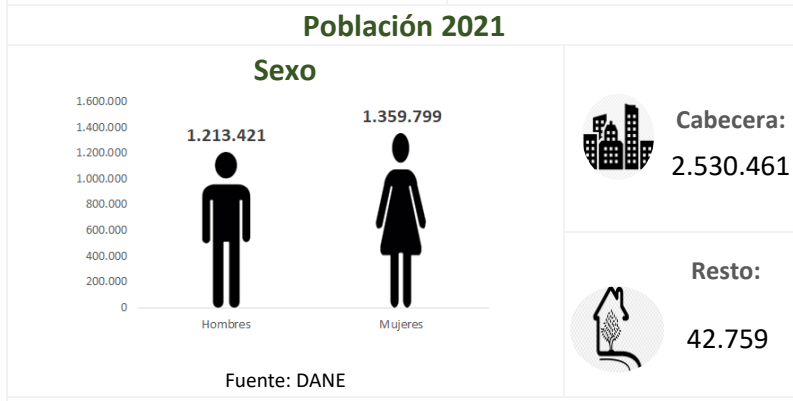 Población 2021
Sexo
1.600.000
1.400.000
1.200.000
1.000.000
800.000
600.000
400.000
200.000
0
1.213.421
1.359.799
Hombres
Mujeres
Fuente: DANE
Cabecera:
2.530.461
Resto:
42.759